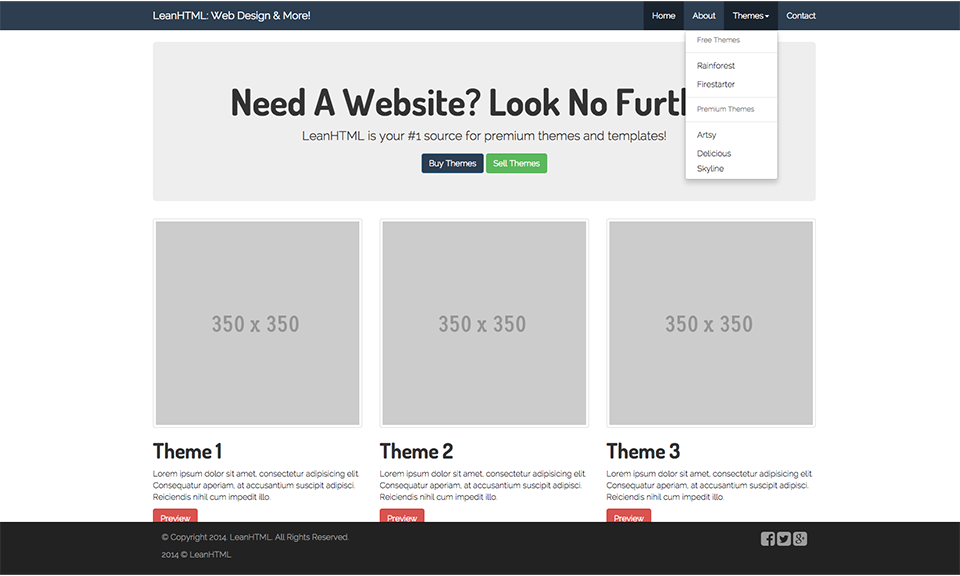 LeanHTML: Web Design & More!
Home About Themes Contact
Free Themes
Rainforest
Firestarter
Premium Themes
Artsy
Delicious
Skyline
Need A Website? Look No Furt
LeanHTML is your #1 source for premium themes and templates!
Buy Themes Sell Themes
350 x 350 350 x 350 350 x 350
Theme 1
Lorem ipsum dolor sit amet, consectetur adipisicing elit.
Consequatur aperiam, at accusantium suscipit adipisci.
Reiciendis nihil cum impedit illo.
Preview
Theme 2
Lorem ipsum dolor sit amet, consectetur adipisicing elit.
Consequatur aperiam, at accusantium suscipit adipisci.
Reiciendis nihil cum impedit illo.
Preview
Theme 3
Lorem ipsum dolor sit amet, consectetur adipisicing elit.
Consequatur aperiam, at accusantium suscipit adipisci.
Reiciendis nihil cum impedit illo.
Preview
© Copyright 2014. LeanHTML. All Rights Reserved.
2014 © LeanHTML